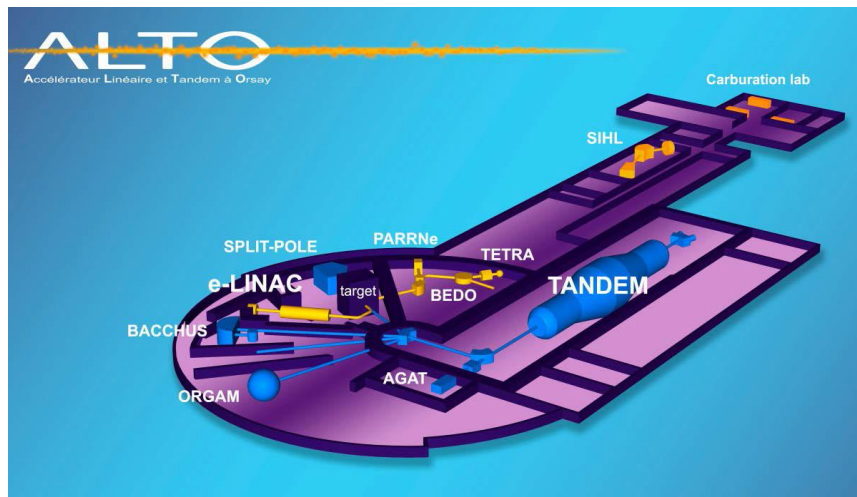 ALTO
Accélérateur Linéaire et Tandem à Orsay
Carburation lab
SIHL
SPLIT-POLE
PARRNe
TETRA
e-LINAC
target
BEDO
TANDEM
BACCHUS
AGAT
ORGAM